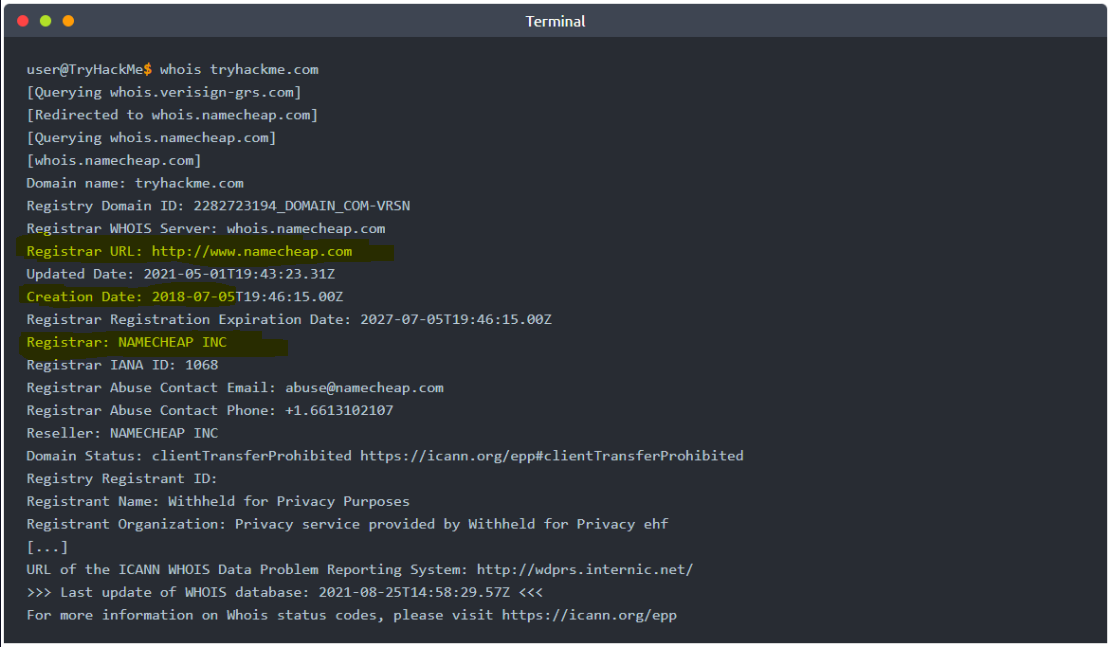 Terminal
user@TryHackMe$ whois tryhackme.com
[Querying whois.verisign-grs.com]
[Redirected to whois.namecheap.com]
[Querying whois.namecheap.com]
[whois.namecheap.com]
Domain name: tryhackme.com
Registry Domain ID: 2282723194_DOMAIN_COM-VRSN
Registrar WHOIS Server: whois.namecheap.com
Registrar URL: http://www.namecheap.com
Updated Date: 2021-05-01T19:43:23.31Z
Creation Date: 2018-07-05T19:46:15.00Z
Registrar Registration Expiration Date: 2027-07-05T19:46:15.00Z
Registrar: NAMECHEAP INC
Registrar IANA ID: 1068
Registrar Abuse Contact Email: abuse@namecheap.com
Registrar Abuse Contact Phone: +1.6613102107
Reseller: NAMECHEAP INC
Domain Status: clientTransferProhibited https://icann.org/epp#clientTransferProhibited
Registry Registrant ID:
Registrant Name: Withheld for Privacy Purposes
Registrant Organization: Privacy service provided by Withheld for Privacy ehf
[...]
URL of the ICANN WHOIS Data Problem Reporting System: http://wdprs.internic.net/
>>> Last update of WHOIS database: 2021-08-25T14:58:29.57Z <<<
For more information on Whois status codes, please visit https://icann.org/epp